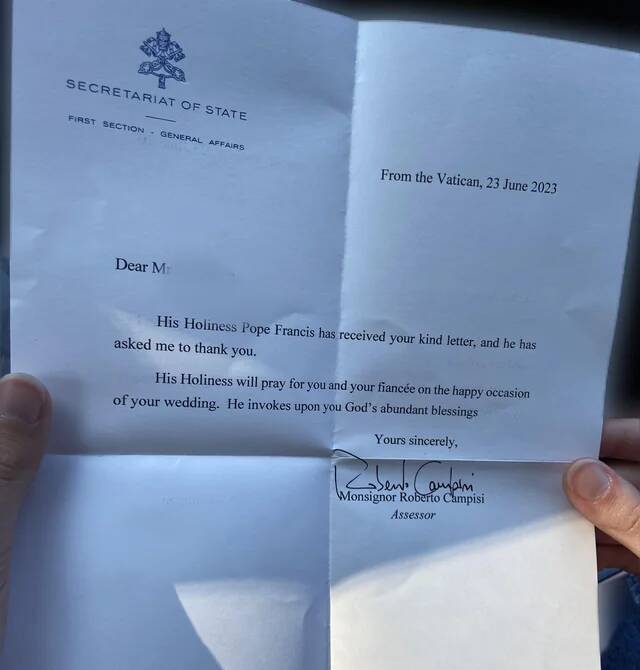 SECRETARIAT OF STATE
FIRST SECTION - GENERAL AFFAIRS
From the Vatican, 23 June 2023
Dear M
His Holiness Pope Francis has received your kind letter, and he has
asked me to thank you.
His Holiness will pray for you and your fiancée on the happy occasion
of your wedding. He invokes upon you God's abundant blessings
Yours sincerely,
Roberto Campisi
Monsignor Roberto Campisi
Assessor